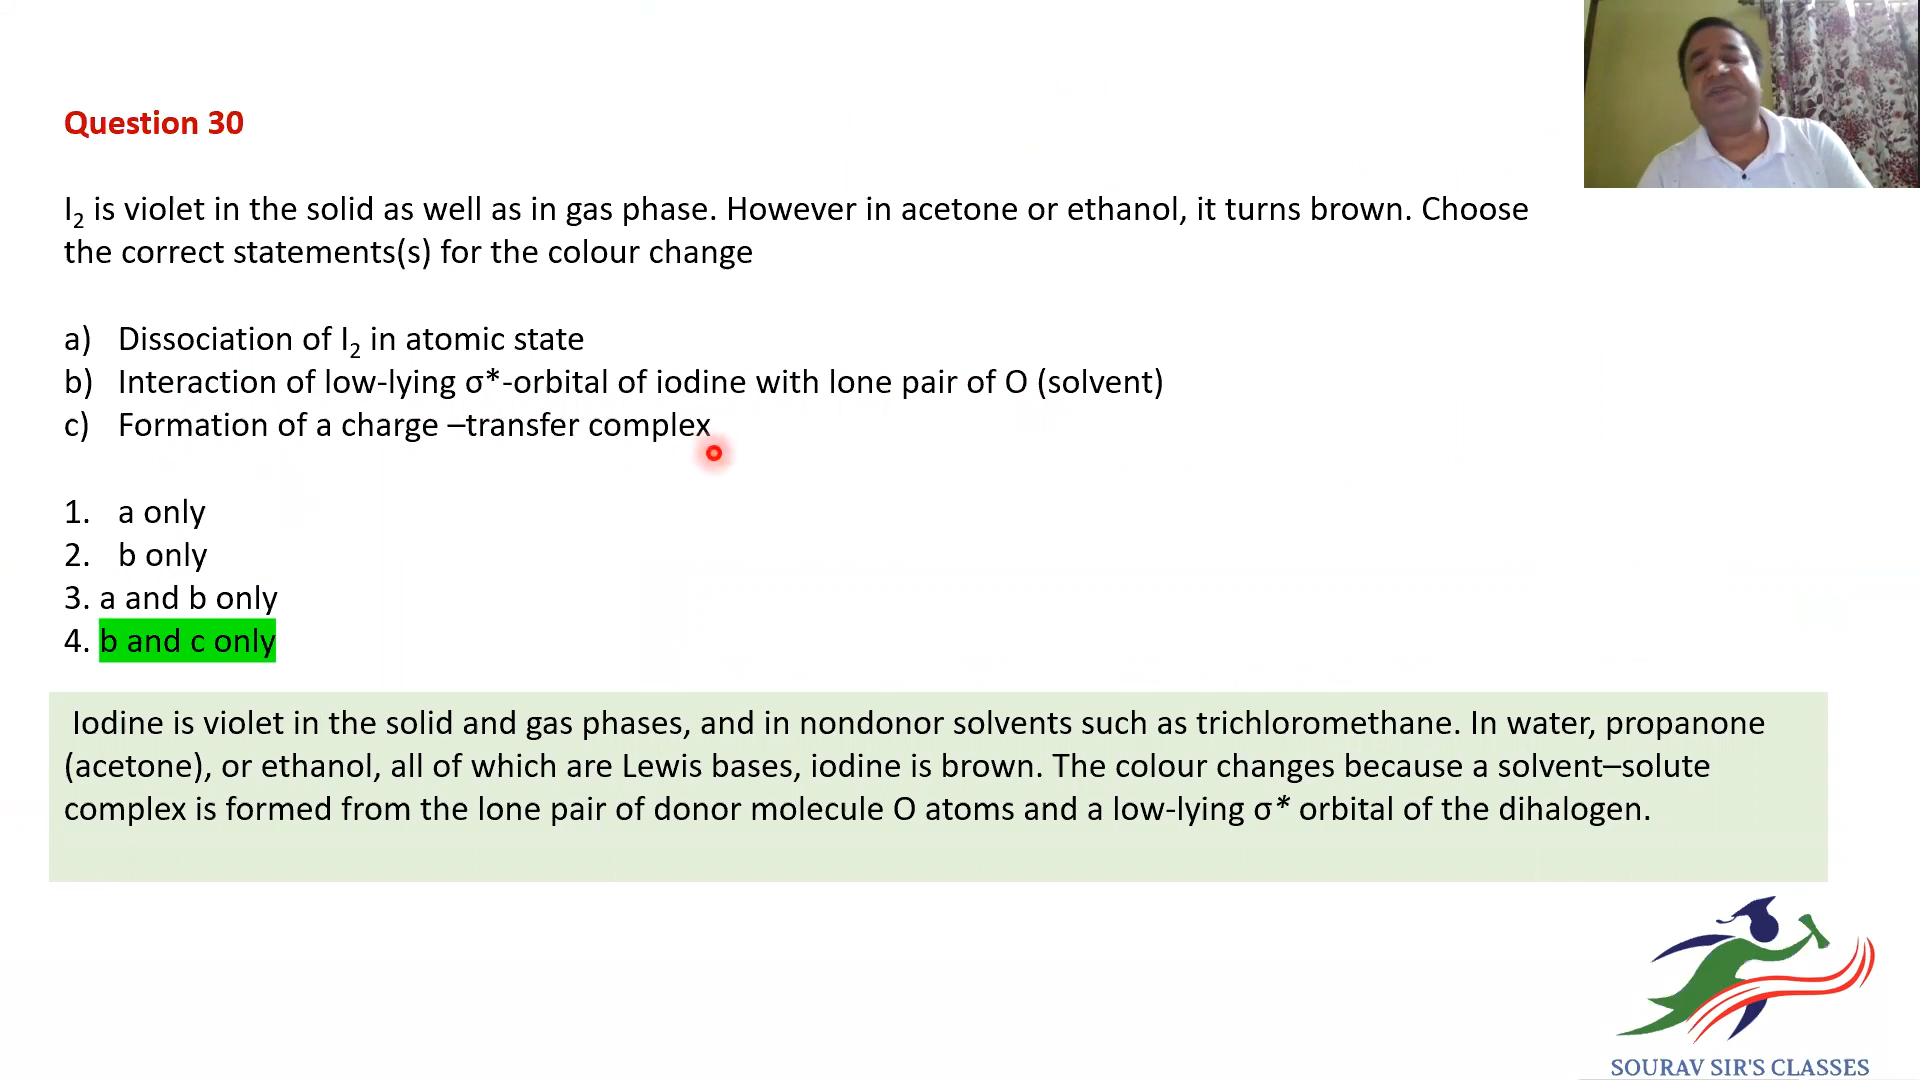 Question 30
I2 is violet in the solid as well as in gas phase. However in acetone or ethanol, it turns brown. Choose
the correct statements(s) for the colour change
a) Dissociation of I2 in atomic state
b) Interaction of low-lying σ*-orbital of iodine with lone pair of O (solvent)
c) Formation of a charge –transfer complex
1. a only
2. b only
3. a and b only
4. b and c only
Iodine is violet in the solid and gas phases, and in nondonor solvents such as trichloromethane. In water, propanone
(acetone), or ethanol, all of which are Lewis bases, iodine is brown. The colour changes because a solvent–solute
complex is formed from the lone pair of donor molecule O atoms and a low-lying σ* orbital of the dihalogen.
SOURAV SIR'S CLASSES